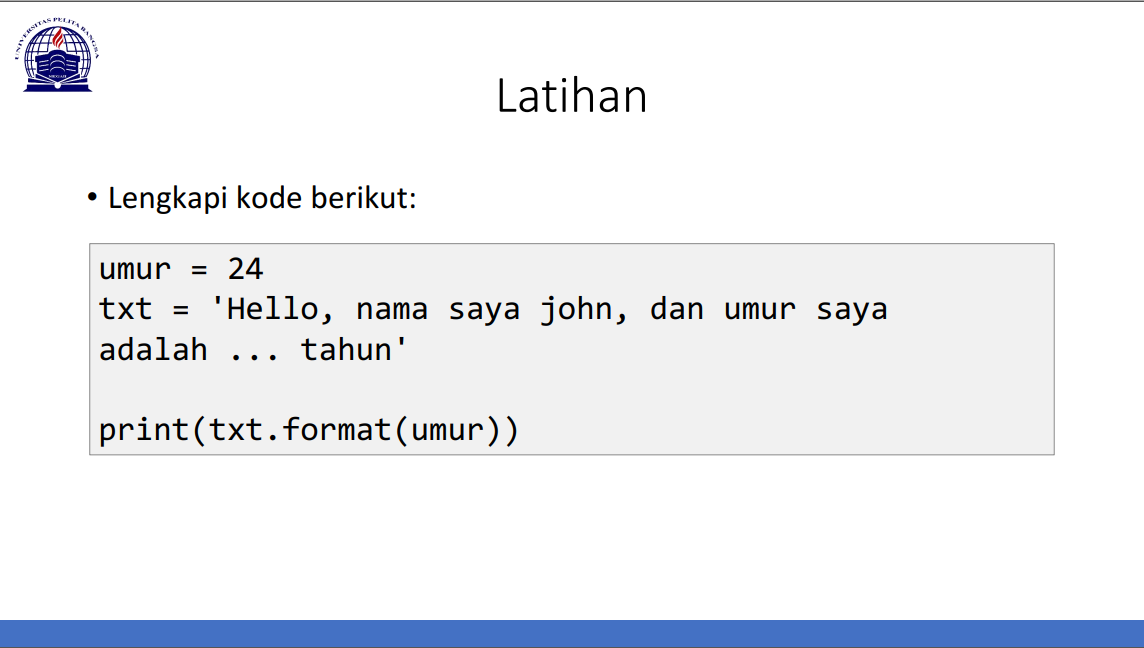 UNIVERSITAS PELITA BANGSA
Latihan
• Lengkapi kode berikut:
umur = 24
txt = 'Hello, nama saya john, dan umur saya
adalah ... tahun'
print(txt.format(umur))